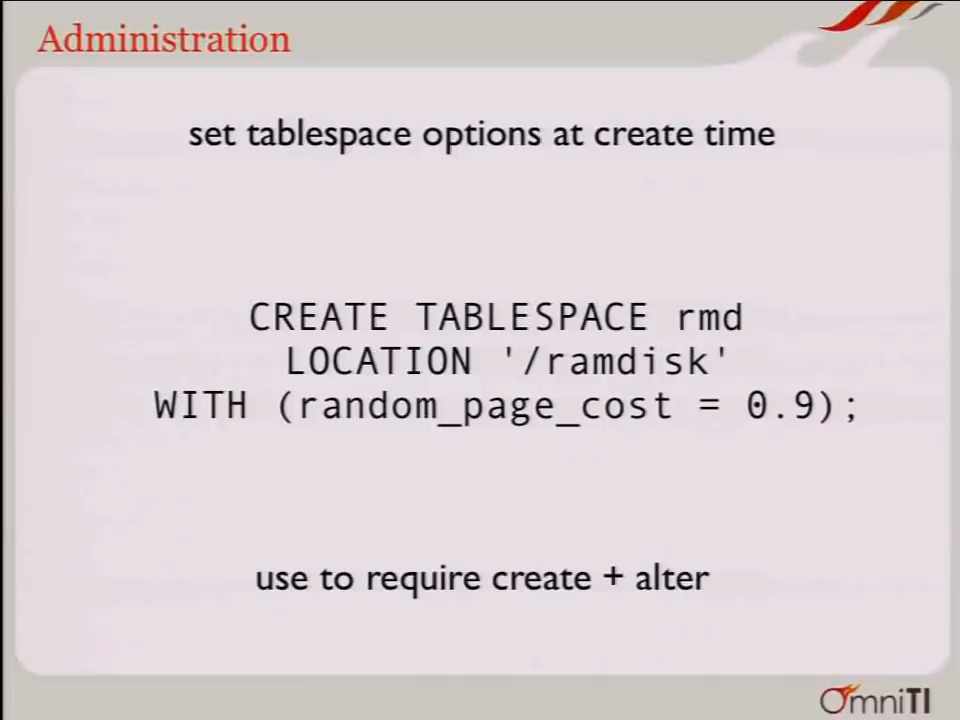 Administration
set tablespace options at create time
CREATE TABLESPACE rmd
LOCATION '/ramdisk'
WITH (random_page_cost = 0.9);
use to require create + alter
OmniTI